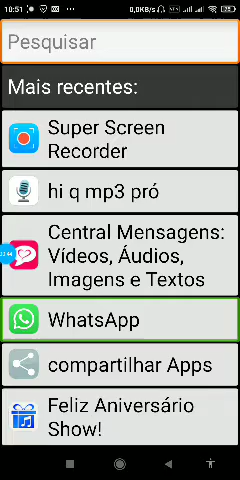 10:51
0,0KB/s
Pesquisar
Mais recentes:
Super Screen
Recorder
hi q mp3 pró
Central Mensagens:
Vídeos, Áudios,
Imagens e Textos
WhatsApp
compartilhar Apps
Feliz Aniversário
Show!